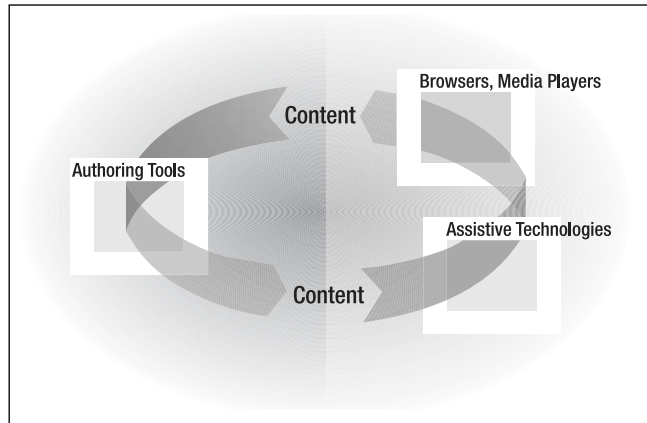 Browsers, Media Players
Content
Authoring Tools
Assistive Technologies
Content